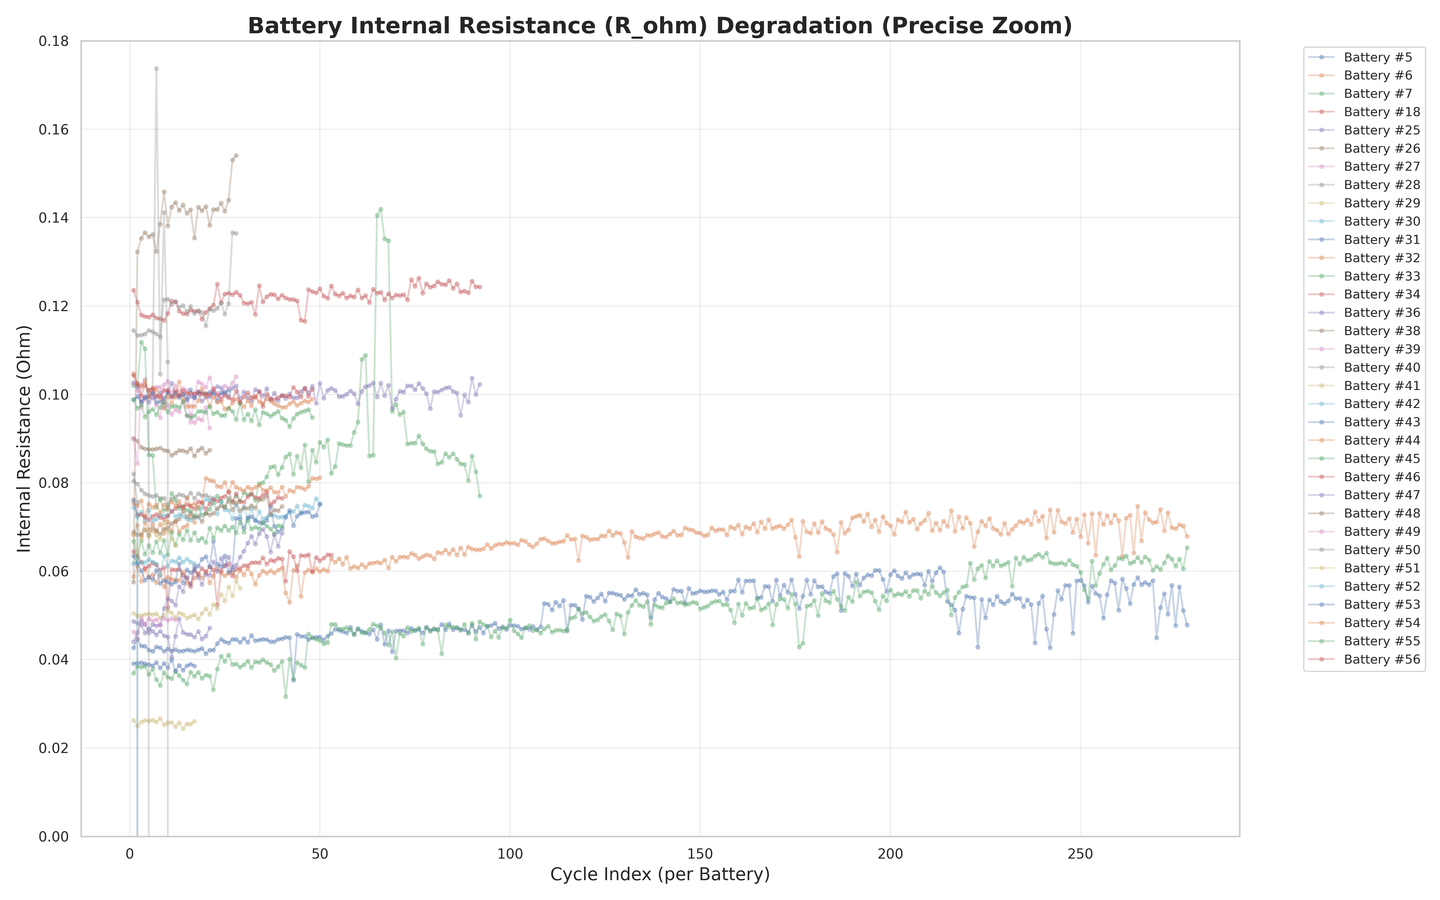 Battery Internal Resistance (R_ohm) Degradation (Precise Zoom)
Internal Resistance (Ohm)
0.18
0.16
0.14
0.12
0.10
0.08
0.06
0.04
0.02
0.00
0
50
100
150
200
250
Cycle Index (per Battery)
Battery #5
Battery #6
Battery #7
Battery #18
Battery #25
Battery #26
Battery #27
Battery #28
Battery #29
Battery #30
Battery #31
Battery #32
Battery #33
Battery #34
Battery #36
Battery #38
Battery #39
Battery #40
Battery #41
Battery #42
Battery #43
Battery #44
Battery #45
Battery #46
Battery #47
Battery #48
Battery #49
Battery #50
Battery #51
Battery #52
Battery #53
Battery #54
Battery #55
Battery #56